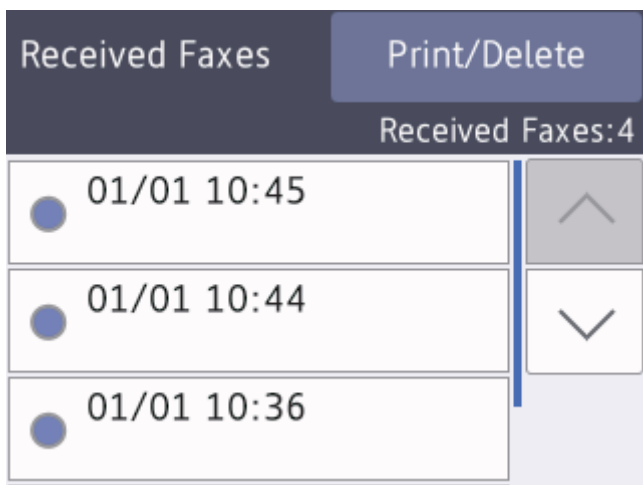 Received Faxes
Print/Delete
Received Faxes:4
01/01 10:45
01/01 10:44
01/01 10:36